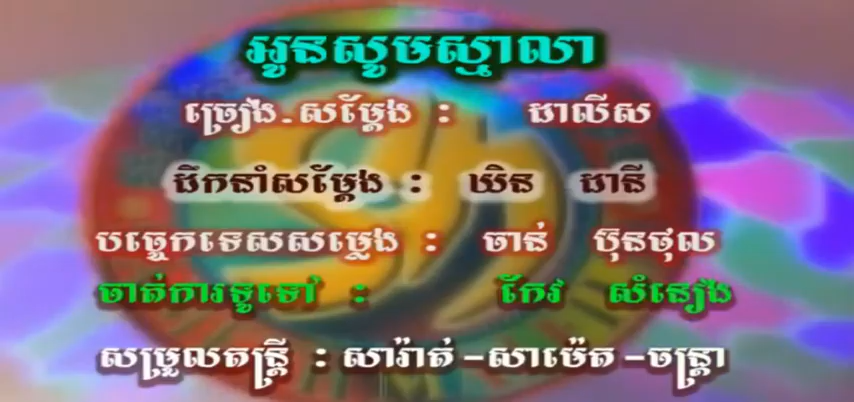 អូនសូមស្មាលា
ច្រៀង.សម្តែង : ដាលីស
ដឹកនាំសម្តែង : ឃិន ដានី
បច្ចេកទេសសម្លេង : ចាន់ ប៊ុនថុល
ចាត់ការទូទៅ : កែវ សំនៀង
សម្រួលតន្ត្រី : សារ៉ាត់ -សាម៉េត -ចន្ត្រា